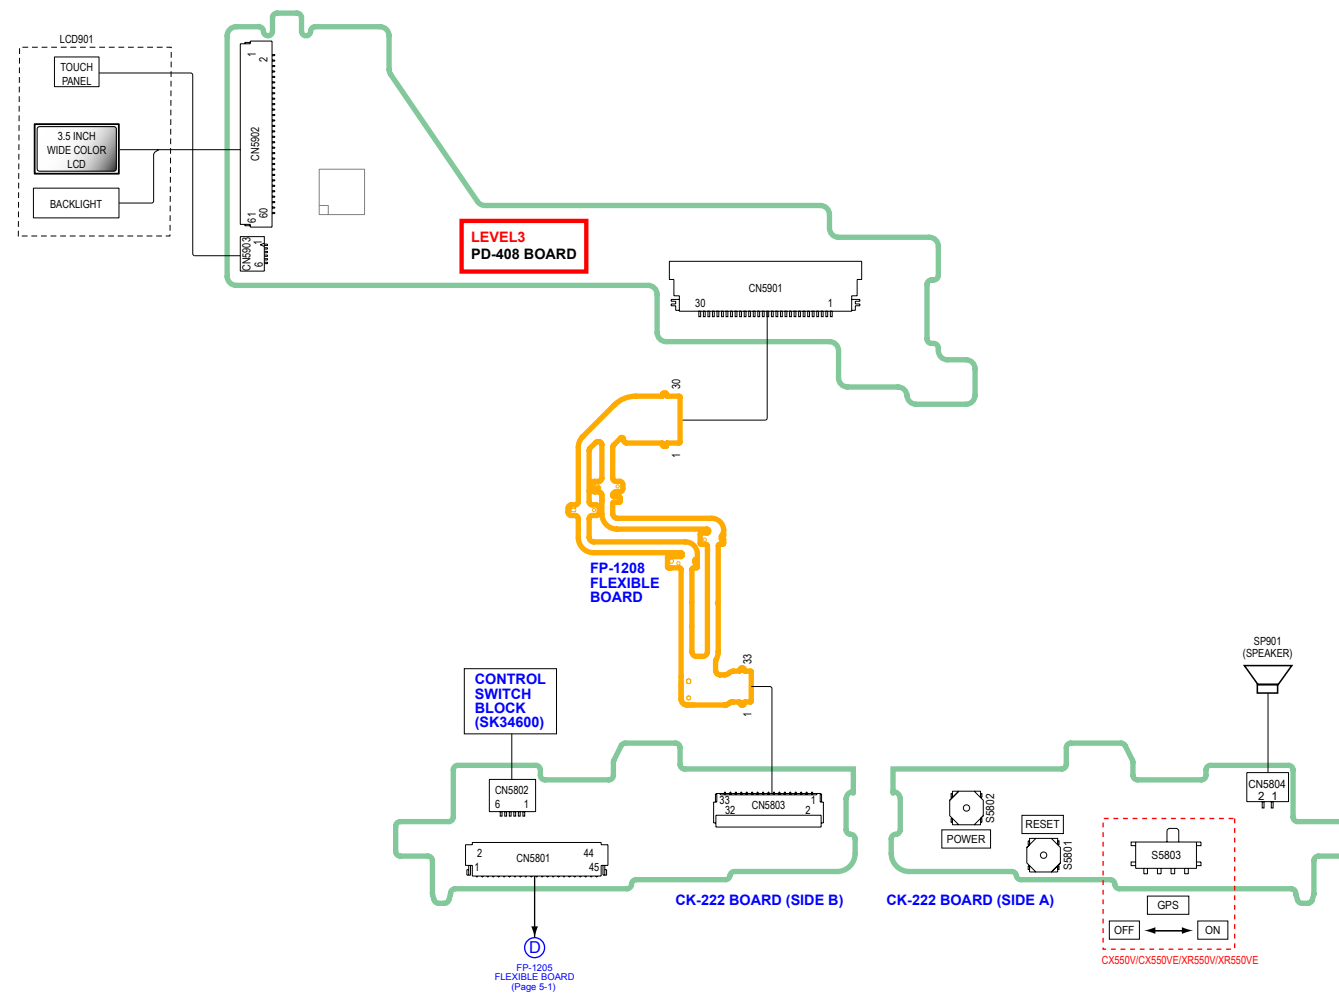 LCD901
TOUCH
PANEL
3.5 INCH
WIDE COLOR
LCD
BACKLIGHT
1
2
CN5902
61
60
CN5903
1
6
LEVEL3
PD-408 BOARD
CN5901
30
1
30
1
FP-1208
FLEXIBLE
BOARD
33
1
CONTROL
SWITCH
BLOCK
(SK34600)
CN5802
6
1
33
1
CN5803
32
2
2
44
CN5801
1
45
CK-222 BOARD (SIDE B)
D
FP-1205
FLEXIBLE BOARD
(Page 5-1)
SP901
(SPEAKER)
CN5804
2 1
S5802
POWER
RESET
S5801
S5803
GPS
OFF
ON
CK-222 BOARD (SIDE A)
CX550V/CX550VE/XR550V/XR550VE